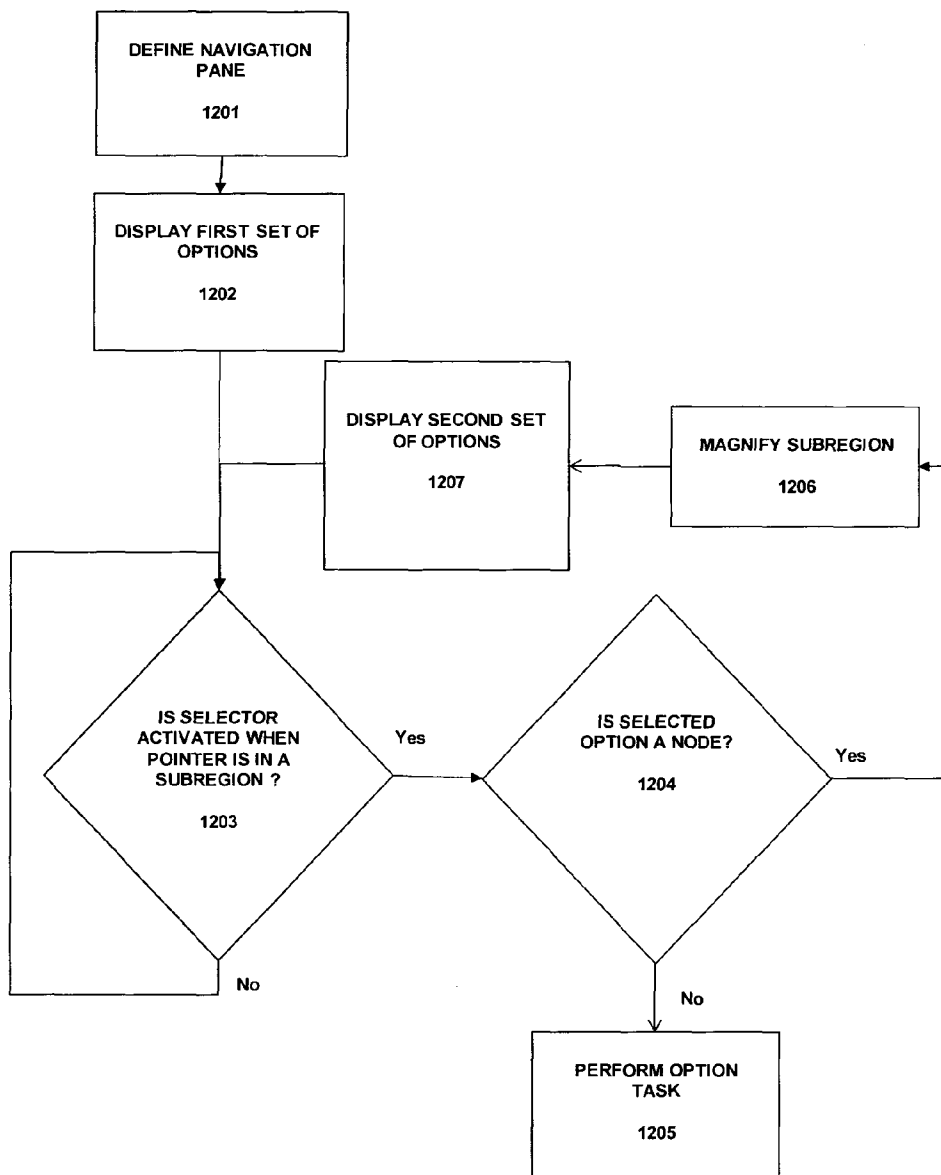 DEFINE NAVIGATION
PANE
1201
DISPLAY FIRST SET OF
OPTIONS
1202
DISPLAY SECOND SET
OF OPTIONS
1207
MAGNIFY SUBREGION
1206
IS SELECTOR
ACTIVATED WHEN
POINTER IS IN A
SUBREGION ?
1203
Yes
No
IS SELECTED
OPTION A NODE?
1204
Yes
No
PERFORM OPTION
TASK
1205